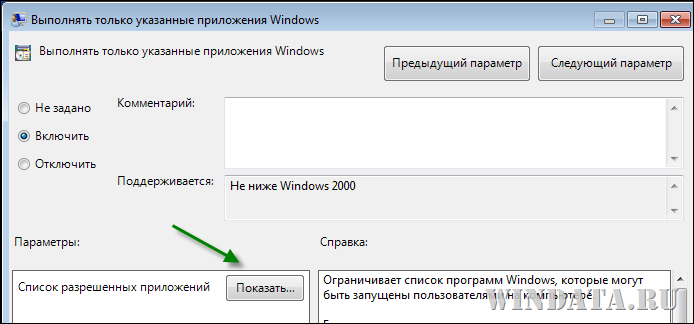 Выполнять только указанные приложения Windows
Выполнять только указанные приложения Windows
Предыдущий параметр
Следующий параметр
Не задано
Комментарий:
Включить
Отключить
Поддерживается:
Не ниже Windows 2000
Параметры:
Справка:
Список разрешенных приложений
Показать...
Ограничивает список программ Windows, которые могут
быть запущены пользователями на компьютере.
WINDATA.RU